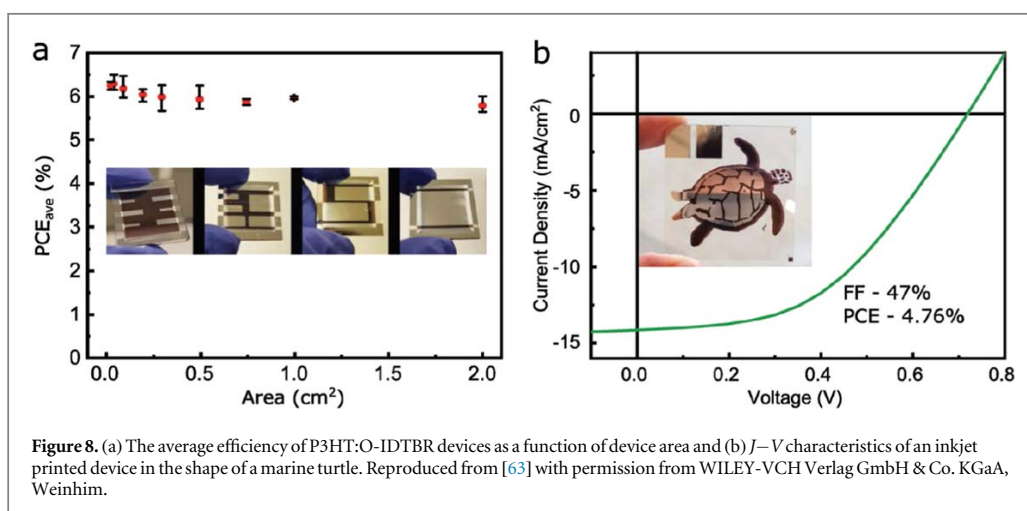 a
7
6
5
4
3
2
1
0
PCEave (%)
0.0 0.5 1.0 1.5 2.0
Area (cm²)
b
0
-5
-10
-15
Current Density (mA/cm²)
FF - 47%
PCE - 4.76%
0.0 0.2 0.4 0.6 0.8
Voltage (V)
Figure 8. (a) The average efficiency of P3HT:O-IDTBR devices as a function of device area and (b) J−V characteristics of an inkjet
printed device in the shape of a marine turtle. Reproduced from [63] with permission from WILEY-VCH Verlag GmbH & Co. KGaA,
Weinhim.